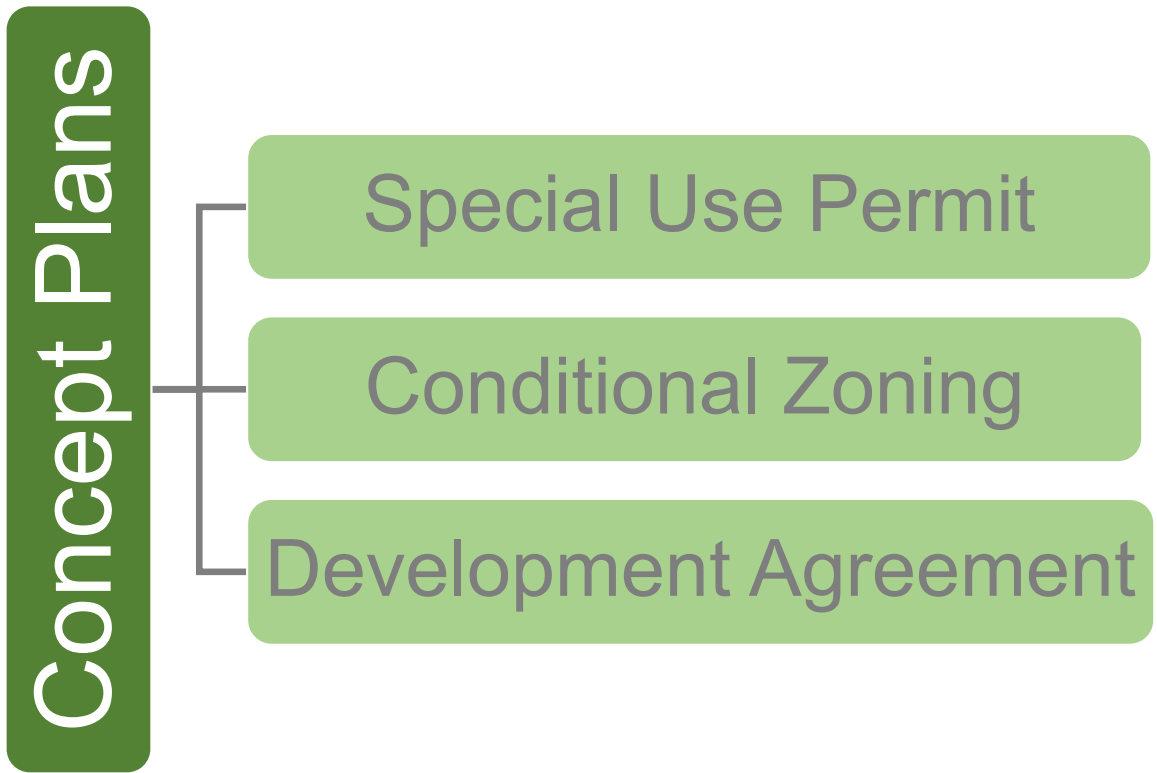 Concept Plans
Special Use Permit
Conditional Zoning
Development Agreement